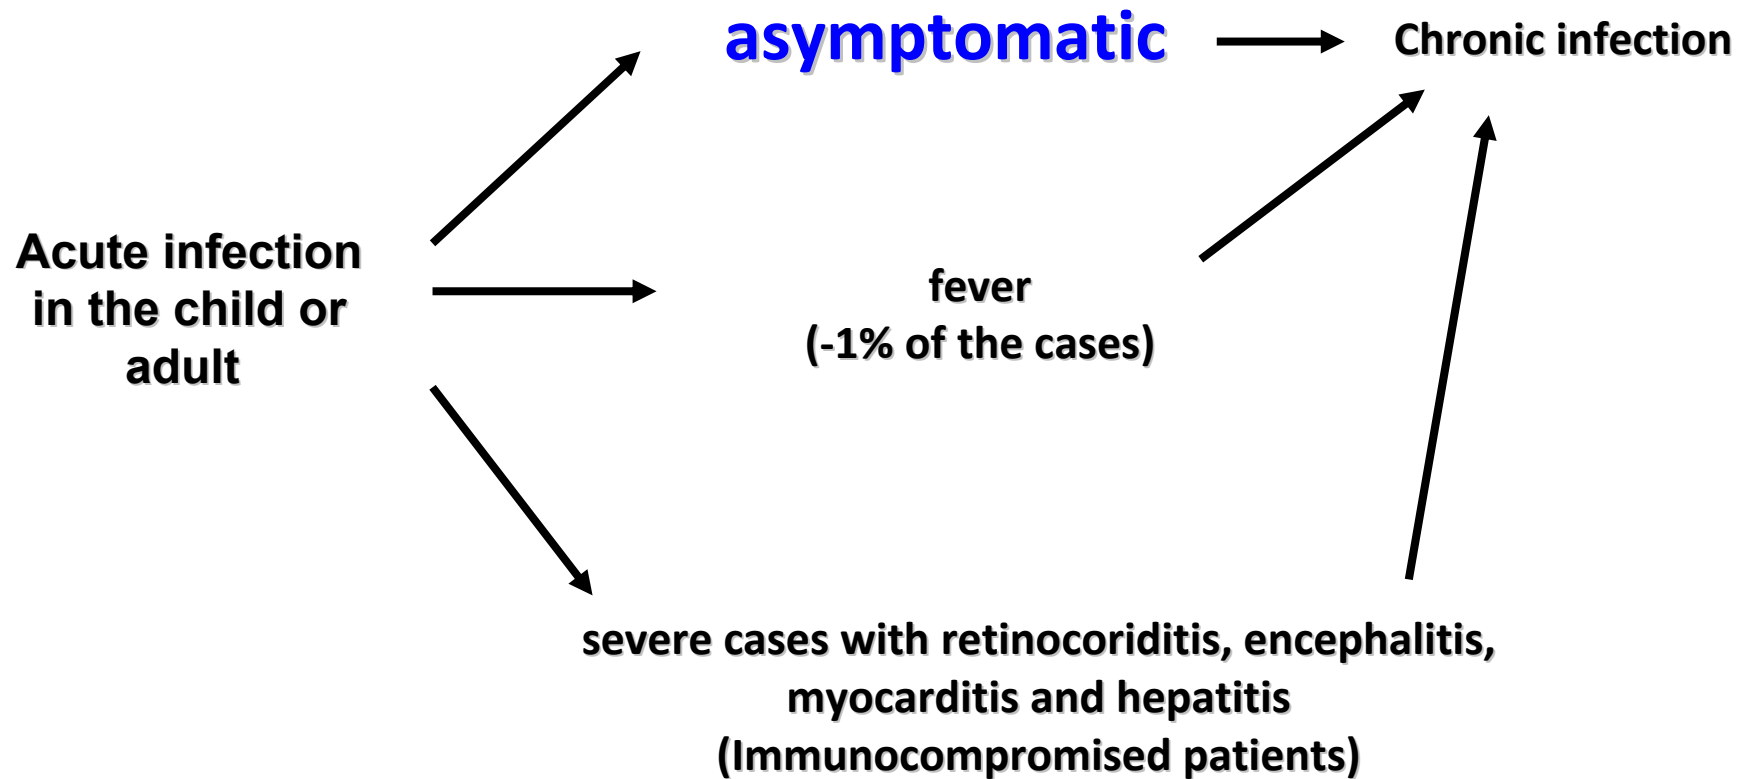 asymptomatic
Chronic infection
Acute infection
in the child or
adult
fever
(-1% of the cases)
severe cases with retinocoriditis, encephalitis,
myocarditis and hepatitis
(Immunocompromised patients)